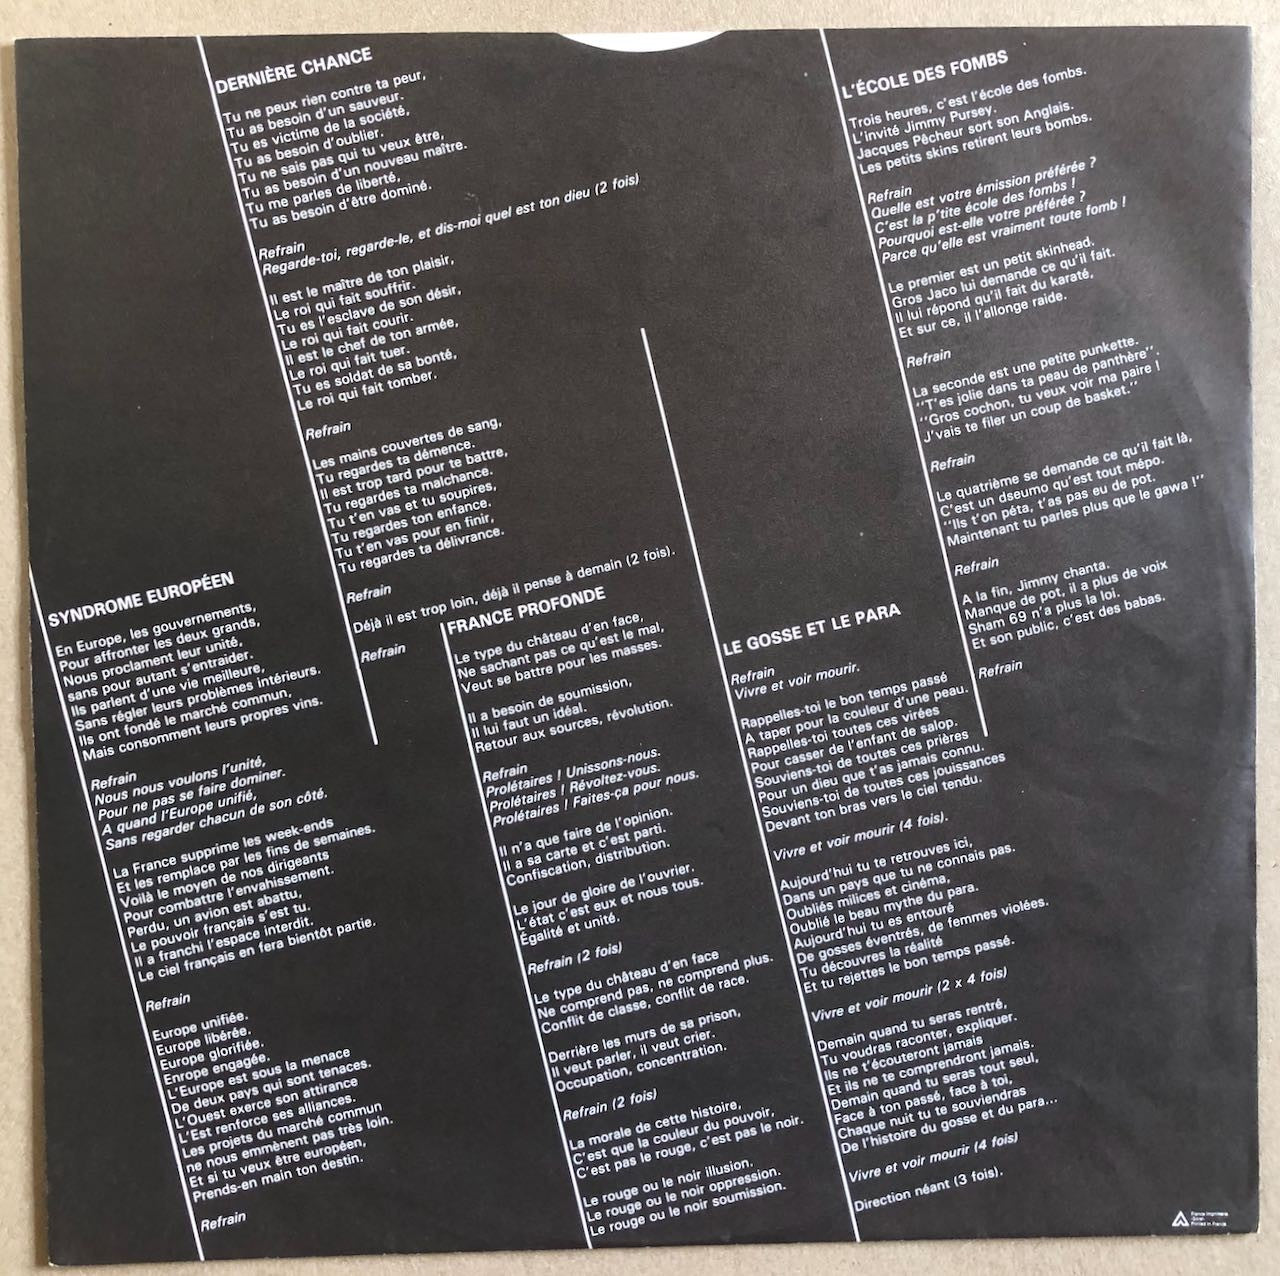 DERNIÈRE CHANCE
Tu ne peux rien contre ta peur,
Tu as besoin d'un sauveur.
Tu es victime de la société,
Tu as besoin d'oublier.
Tu ne sais pas qui tu veux être,
Tu as besoin d'un nouveau maître.
Tu me parles de liberté,
Tu as besoin d'être dominé.
Refrain
Regarde-toi, regarde-le, et dis-moi quel est ton dieu (2 fois)
Il est le maître de ton plaisir,
Le roi qui fait souffrir.
Tu es l'esclave de son désir,
Le roi qui fait courir.
Il est le chef de ton armée,
Le roi qui fait tuer.
Tu es soldat de sa bonté,
Le roi qui fait tomber.
Refrain
Les mains couvertes de sang,
Tu regardes ta démence.
Il est trop tard pour te battre,
Tu regardes ta malchance.
Tu t'en vas et tu soupires,
Tu regardes ton enfance.
Tu t'en vas pour en finir,
Tu regardes ta délivrance.
Refrain
Déjà il est trop loin, déjà il pense à demain (2 fois).
Refrain
SYNDROME EUROPÉEN
En Europe, les gouvernements,
Pour affronter les deux grands,
Nous proclament leur unité,
sans pour autant s'entraider.
Ils parlent d'une vie meilleure,
Sans régler leurs problèmes intérieurs.
Ils ont fondé le marché commun,
Mais consomment leurs propres vins.
Refrain
Nous nous voulons l'unité,
Pour ne pas se faire dominer.
A quand l'Europe unifié,
Sans regarder chacun de son côté.
La France supprime les week-ends
Et les remplace par les fins de semaines.
Voilà le moyen de nos dirigeants
Pour combattre l'envahissement.
Perdu, un avion est abattu,
Le pouvoir français s'est tu.
Il a franchi l'espace interdit.
Le ciel français en fera bientôt partie.
Refrain
Europe unifiée.
Europe libérée.
Europe glorifiée.
Enrope engagée.
L'Europe est sous la menace
De deux pays qui sont tenaces.
L'Ouest exerce son attirance
L'Est renforce ses alliances.
Les projets du marché commun
ne nous emmènent pas très loin.
Et si tu veux être européen,
Prends-en main ton destin.
Refrain
FRANCE PROFONDE
Le type du château d'en face,
Ne sachant pas ce qu'est le mal,
Veut se battre pour les masses.
Il a besoin de soumission,
Il lui faut un idéal.
Retour aux sources, révolution.
Refrain
Prolétaires ! Unissons-nous.
Prolétaires ! Révoltez-vous.
Prolétaires ! Faites-ça pour nous.
Il n'a que faire de l'opinion.
Il a sa carte et c'est parti.
Confiscation, distribution.
Le jour de gloire de l'ouvrier,
L'état c'est eux et nous tous.
Égalité et unité.
Refrain (2 fois)
Le type du château d'en face
Ne comprend pas, ne comprend plus.
Conflit de classe, conflit de race.
Derrière les murs de sa prison,
Il veut parler, il veut crier.
Occupation, concentration.
Refrain (2 fois)
La morale de cette histoire,
C'est que la couleur du pouvoir,
C'est pas le rouge, c'est pas le noir.
Le rouge ou le noir illusion.
Le rouge ou le noir oppression.
Le rouge ou le noir soumission.
LE GOSSE ET LE PARA
Refrain
Vivre et voir mourir.
Rappelles-toi le bon temps passé
A taper pour la couleur d'une peau.
Rappelles-toi toutes ces virées
Pour casser de l'enfant de salop.
Souviens-toi de toutes ces prières
Pour un dieu que t'as jamais connu.
Souviens-toi de toutes ces jouissances
Devant ton bras vers le ciel tendu.
Vivre et voir mourir (4 fois).
Aujourd'hui tu te retrouves ici,
Dans un pays que tu ne connais pas.
Oubliés milices et cinéma,
Oublié le beau mythe du para.
Aujourd'hui tu es entouré
De gosses éventrés, de femmes violées.
Tu découvres la réalité
Et tu rejettes le bon temps passé.
Vivre et voir mourir (2 x 4 fois)
Demain quand tu seras rentré,
Tu voudras raconter, expliquer.
Ils ne t'écouteront jamais
Et ils ne te comprendront jamais.
Demain quand tu seras tout seul,
Face à ton passé, face à toi,
Chaque nuit tu te souviendras
De l'histoire du gosse et du para...
Vivre et voir mourir (4 fois)
Direction néant (3 fois).
L'ÉCOLE DES FOMBS
Trois heures, c'est l'école des fombs.
L'invité Jimmy Pursey.
Jacques Pêcheur sort son Anglais.
Les petits skins retirent leurs bombs.
Refrain
Quelle est votre émission préférée ?
C'est la p'tite école des fombs !
Pourquoi est-elle votre préférée ?
Parce qu'elle est vraiment toute fomb !
Le premier est un petit skinhead.
Gros Jaco lui demande ce qu'il fait.
Il lui répond qu'il fait du karaté,
Et sur ce, il l'allonge raide.
Refrain
La seconde est une petite punkette.
"T'es jolie dans ta peau de panthère".
"Gros cochon, tu veux voir ma paire !
J'vais te filer un coup de basket."
Refrain
Le quatrième se demande ce qu'il fait là,
C'est un dseumo qu'est tout mépo.
"Ils t'on péta, t'as pas eu de pot.
Maintenant tu parles plus que le gawa !"
Refrain
A la fin, Jimmy chanta.
Manque de pot, il a plus de voix
Sham 69 n'a plus la loi.
Et son public, c'est des babas.
Refrain
France Imprimerie
Printed in France